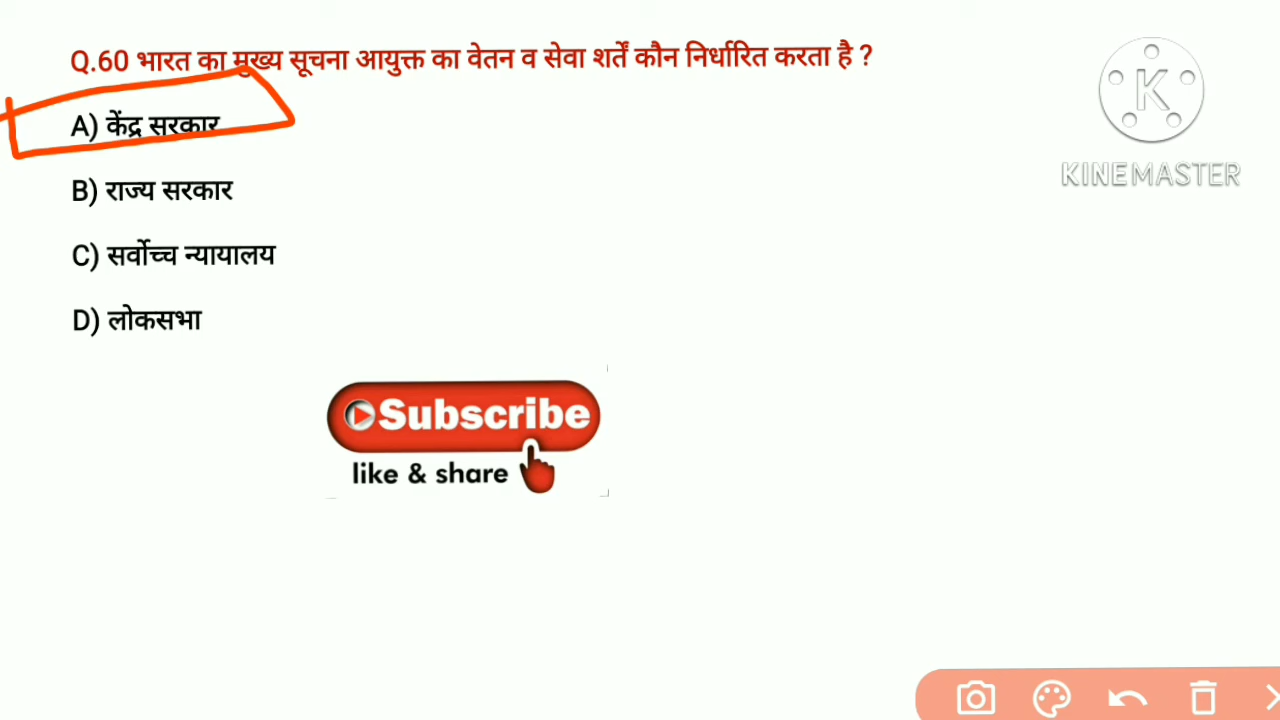 Q.60 भारत का मुख्य सूचना आयुक्त का वेतन व सेवा शर्तें कौन निर्धारित करता है ?
A) केंद्र सरकार
B) राज्य सरकार
C) सर्वोच्च न्यायालय
D) लोकसभा
K
KINEMASTER
Subscribe
like & share